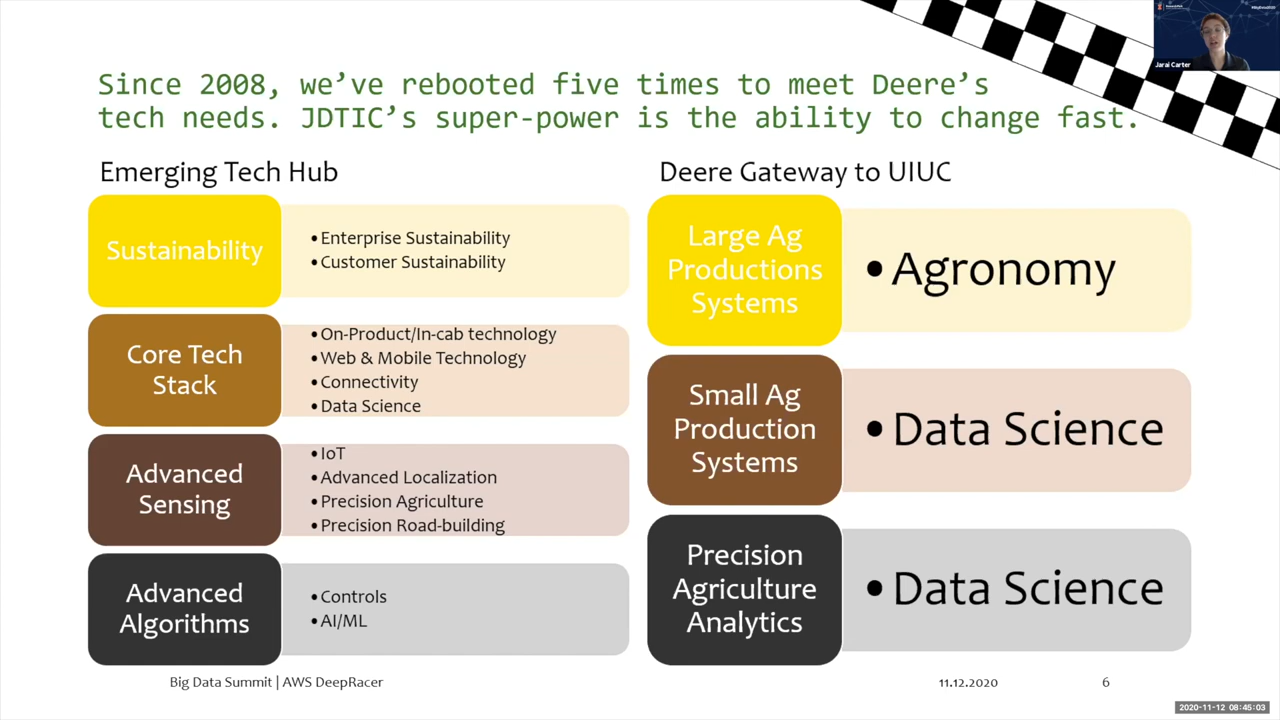 Since 2008, we've rebooted five times to meet Deere's
tech needs. JDTIC's super-power is the ability to change fast.
Jarai Carter
Emerging Tech Hub
Sustainability
• Enterprise Sustainability
• Customer Sustainability
Core Tech
Stack
• On-Product/In-cab technology
• Web & Mobile Technology
• Connectivity
• Data Science
Advanced
Sensing
• IoT
• Advanced Localization
• Precision Agriculture
• Precision Road-building
Advanced
Algorithms
• Controls
• AI/ML
Deere Gateway to UIUC
Large Ag
Productions
Systems
• Agronomy
Small Ag
Production
Systems
• Data Science
Precision
Agriculture
Analytics
• Data Science
Big Data Summit | AWS DeepRacer
11.12.2020
6
2020-11-12 08:45:03